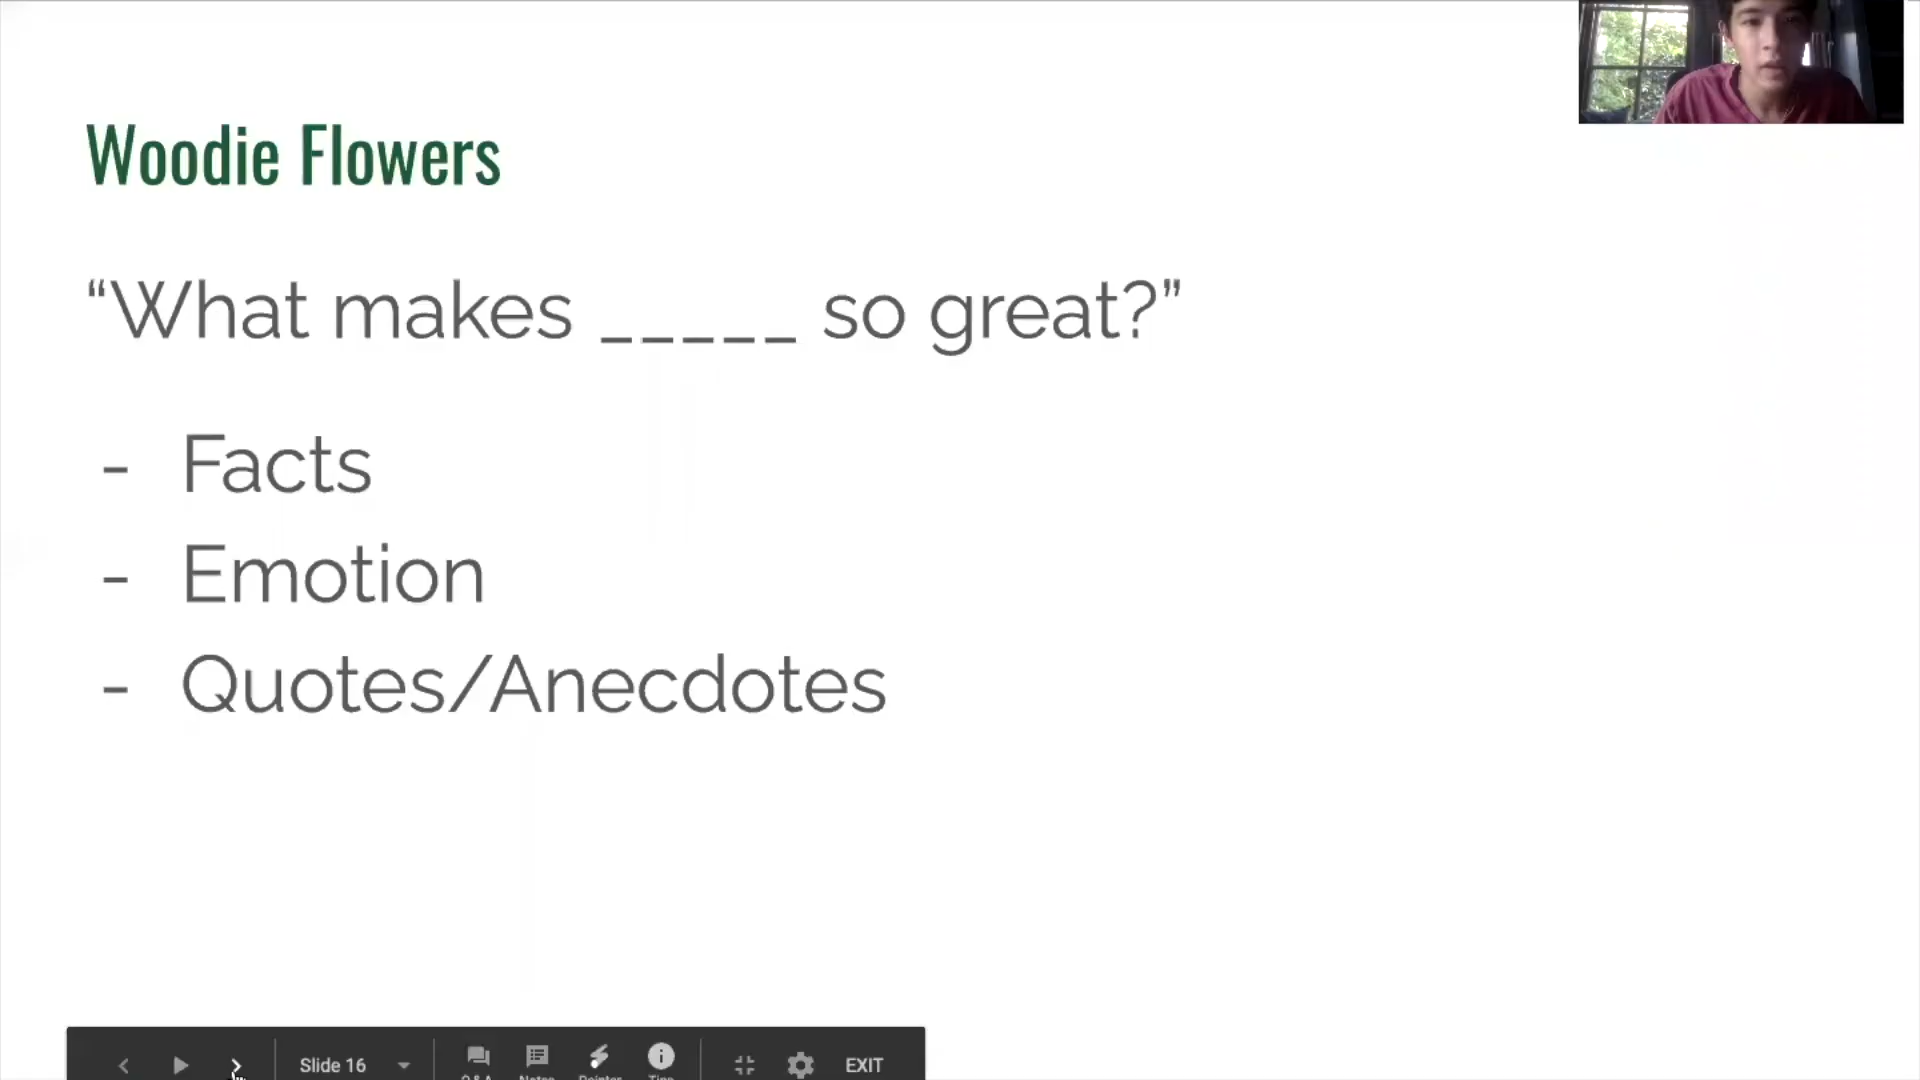 Woodie Flowers
“What makes _____ so great?”
- Facts
- Emotion
- Quotes/Anecdotes
Slide 16
EXIT